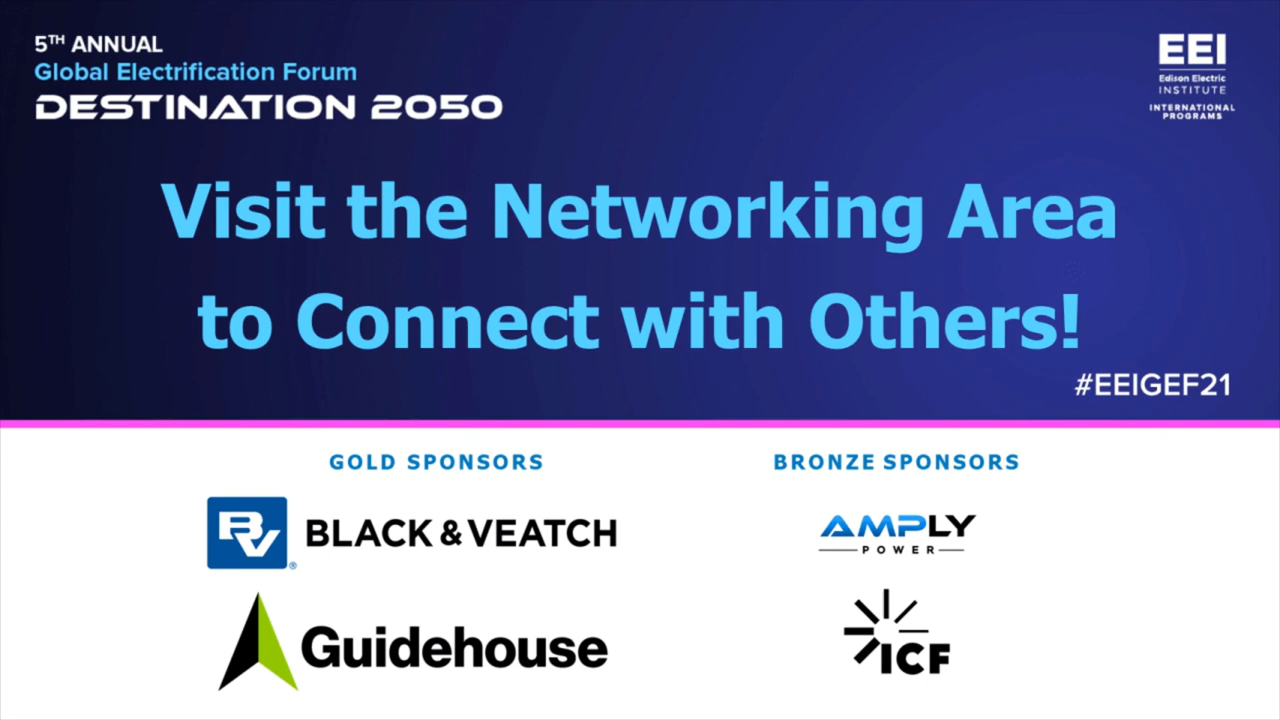 5TH ANNUAL
Global Electrification Forum
DESTINATION 2050
EEI
Edison Electric
INSTITUTE
INTERNATIONAL
PROGRAMS
Visit the Networking Area
to Connect with Others!
#EEIGEF21
GOLD SPONSORS
BV®
BLACK & VEATCH
Guidehouse
BRONZE SPONSORS
AMPLY
POWER
ICF